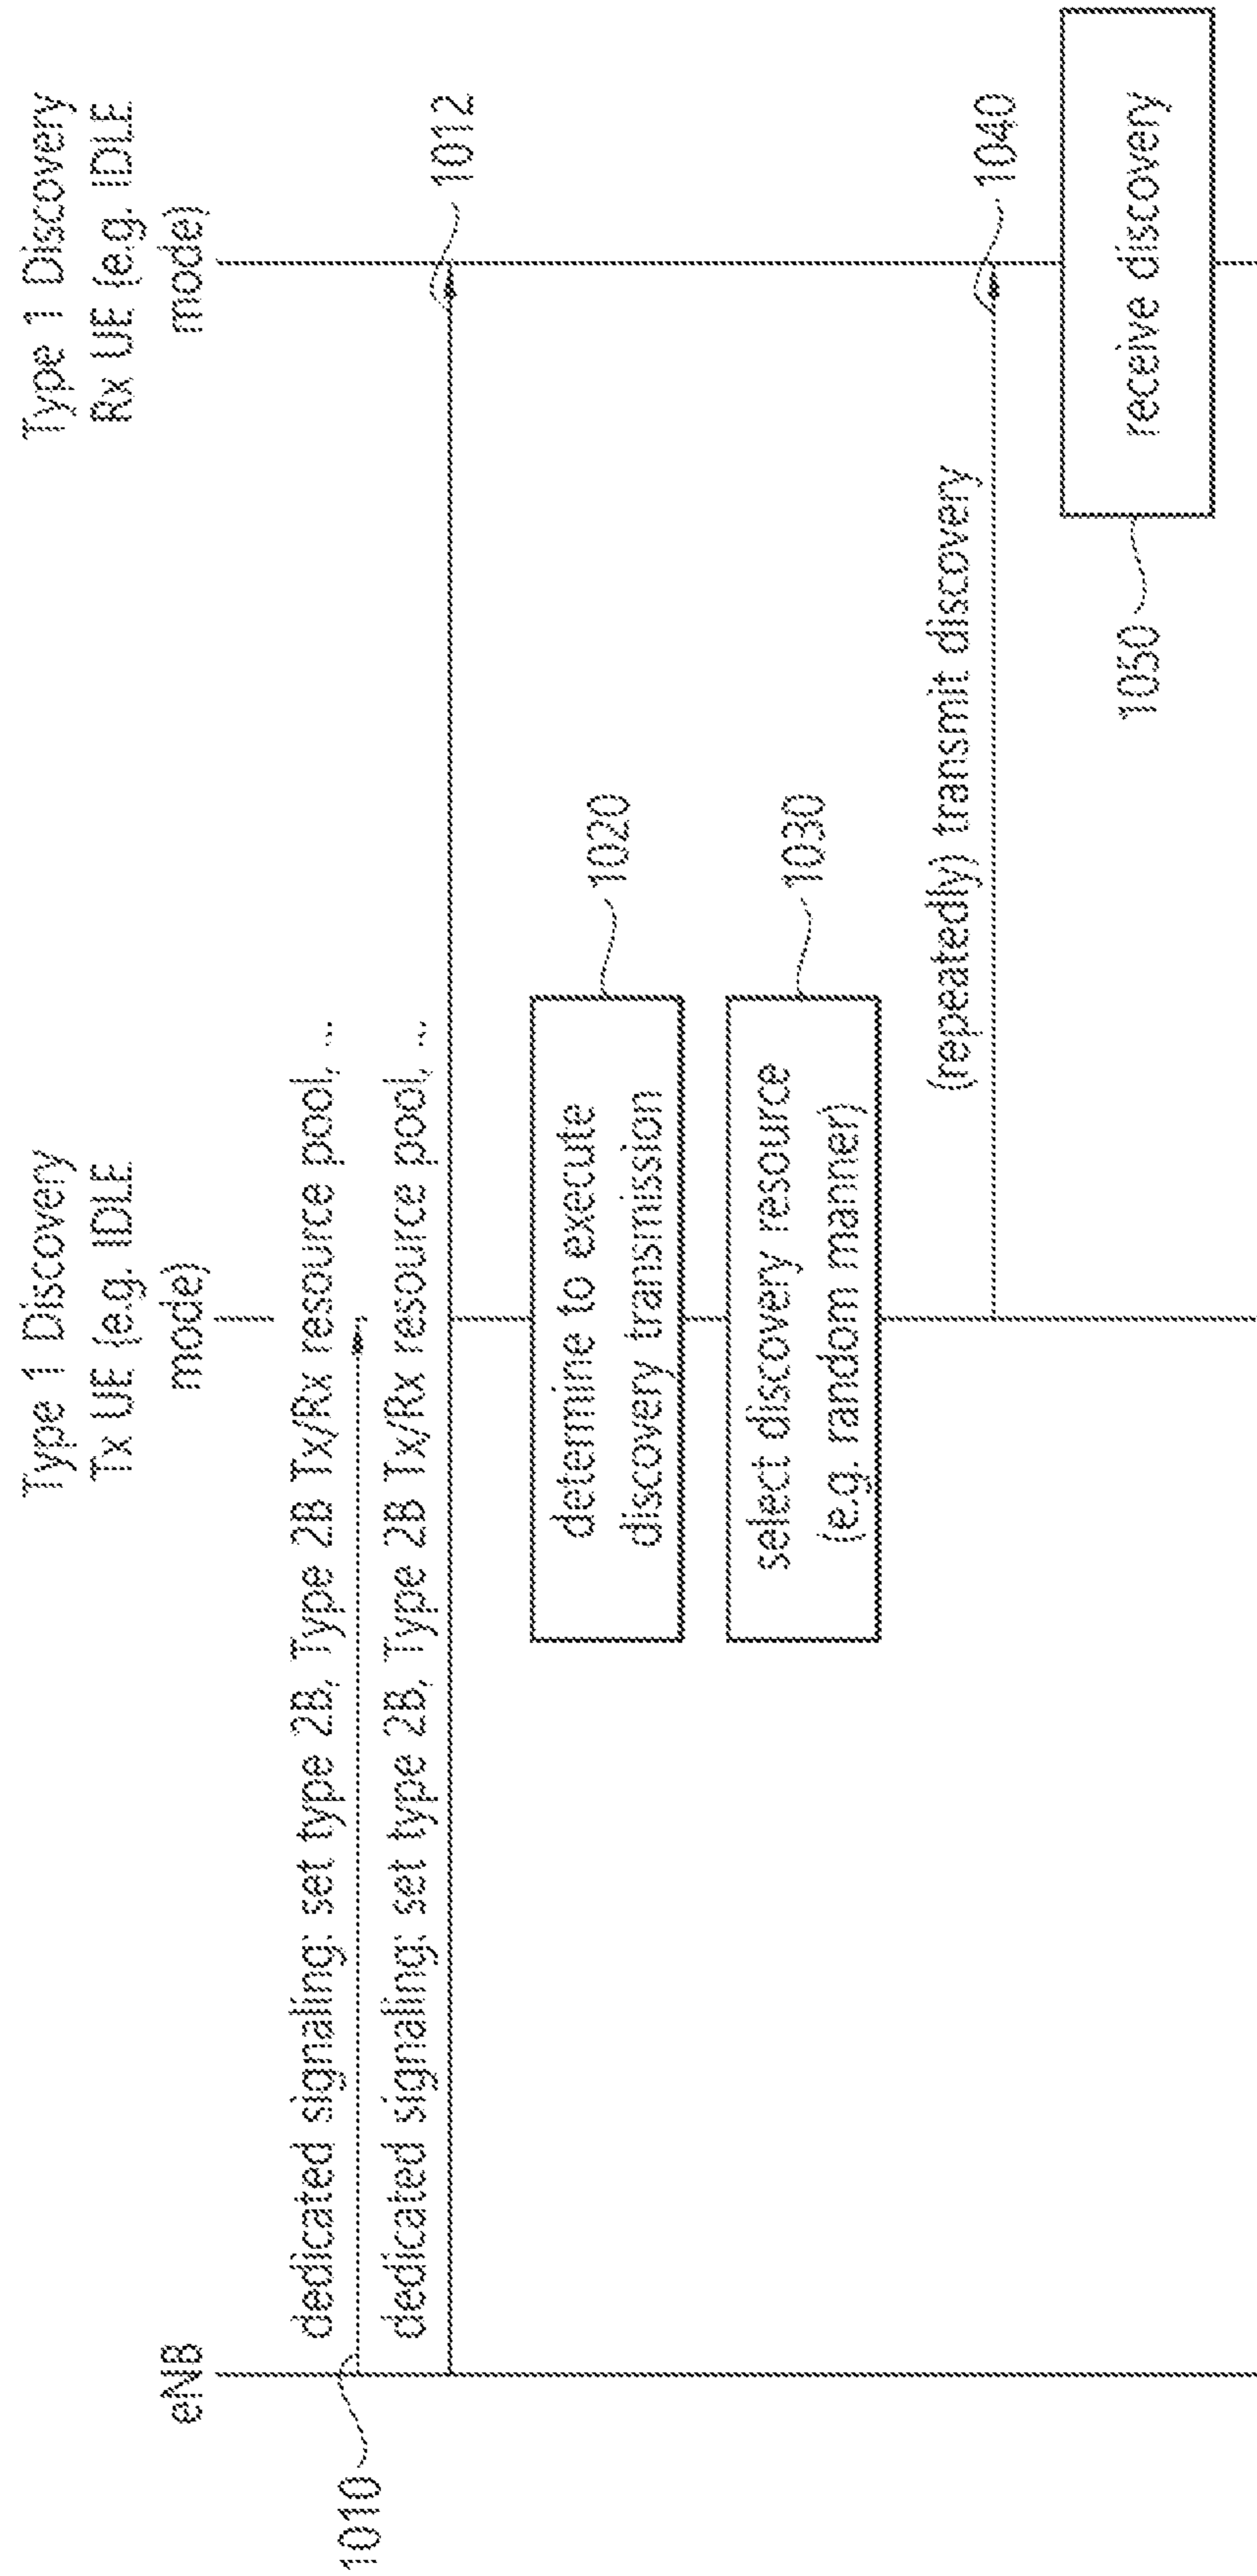 eNB
Type 1 Discovery
Tx UE (e.g. IDLE
mode)
Type 1 Discovery
Rx UE (e.g. IDLE
mode)
1010
dedicated signaling: set type 2B, Type 2B Tx/Rx resource pool, ...
dedicated signaling: set type 2B, Type 2B Tx/Rx resource pool, ...
1012
determine to execute
discovery transmission
1020
select discovery resource
(e.g. random manner)
1030
(repeatedly) transmit discovery
1040
1050
receive discovery